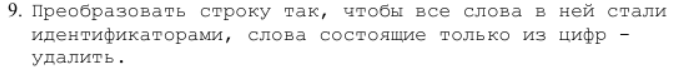 9. Преобразовать строку так, чтобы все слова в ней стали
идентификаторами, слова состоящие только из цифр -
удалить.